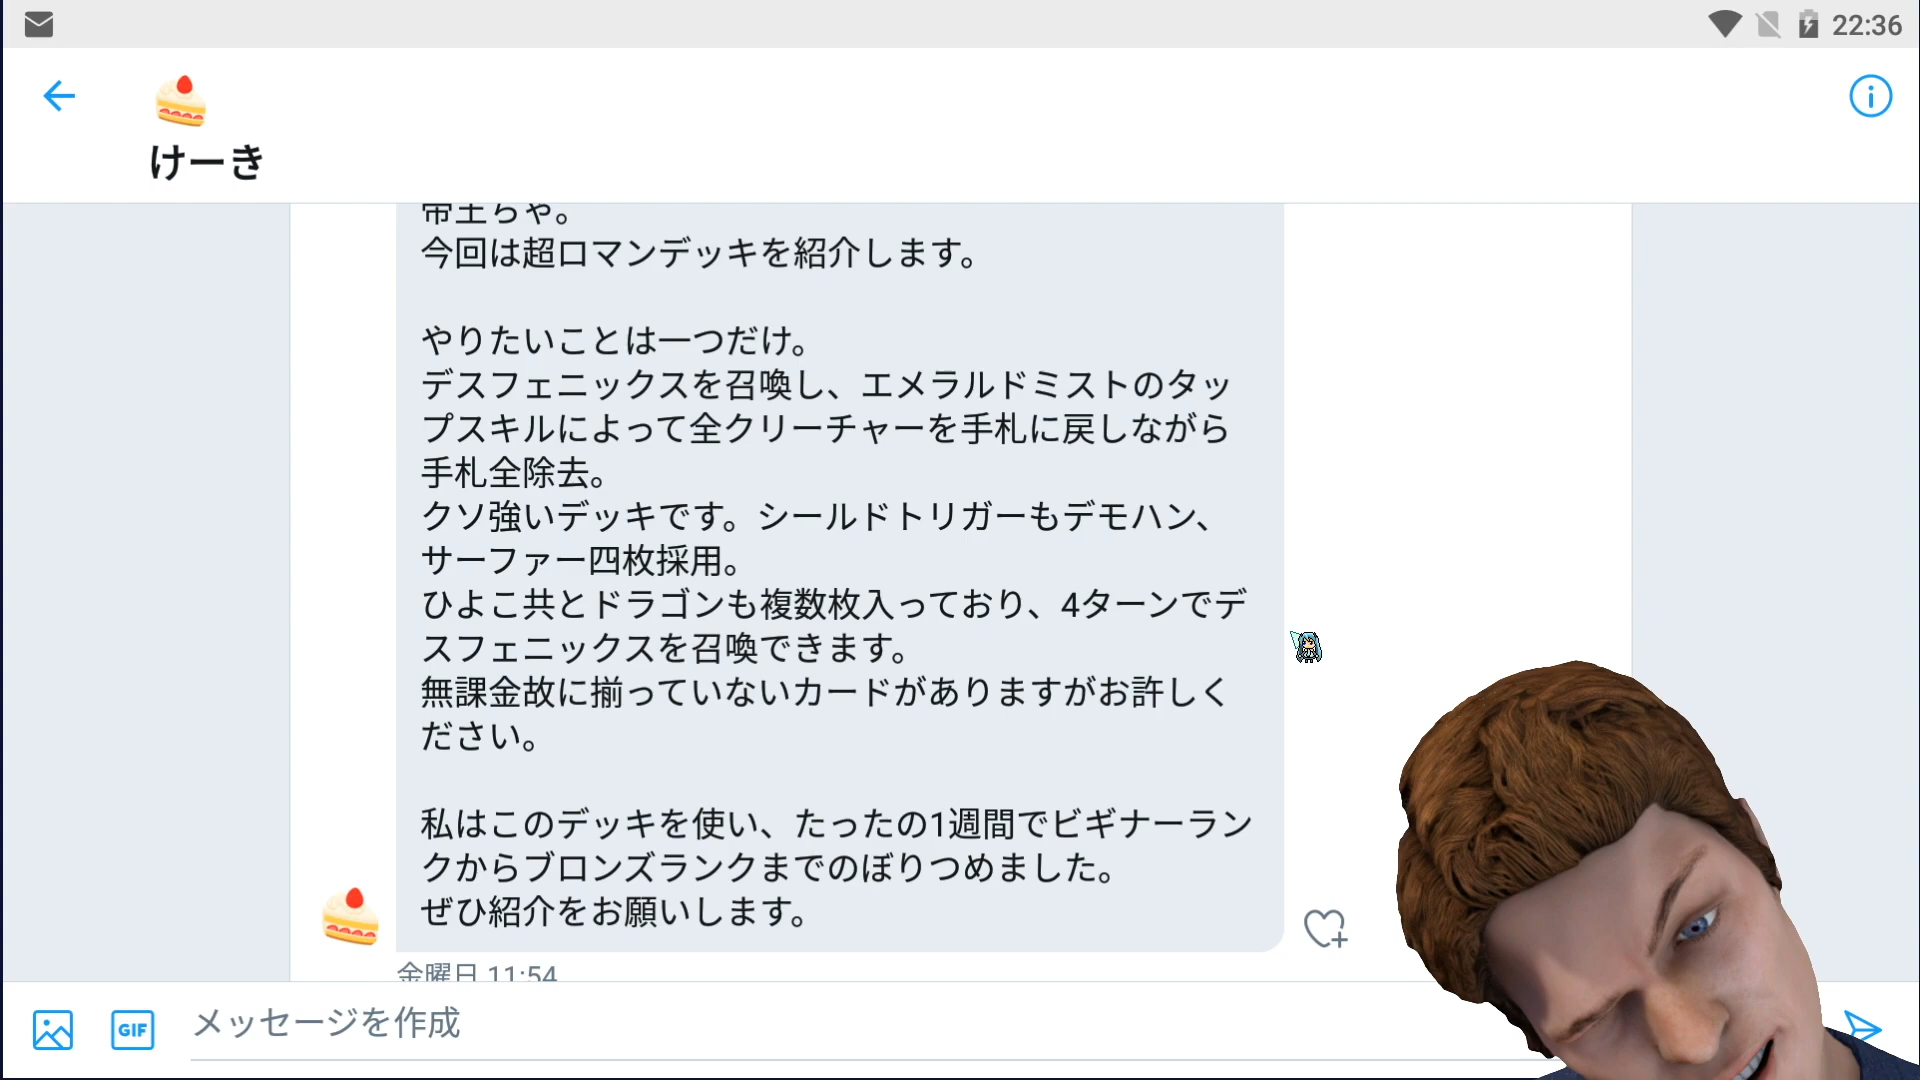 22:36
けーき
帝王ちゃ。
今回は超ロマンデッキを紹介します。
やりたいことは一つだけ。
デスフェニックスを召喚し、エメラルドミストのタッ
プスキルによって全クリーチャーを手札に戻しながら
手札全除去。
クソ強いデッキです。シールドトリガーもデモハン、
サーファー四枚採用。
ひよこ共とドラゴンも複数枚入っており、4ターンでデ
スフェニックスを召喚できます。
無課金故に揃っていないカードがありますがお許しく
ださい。
私はこのデッキを使い、たったの1週間でビギナーラン
クからブロンズランクまでのぼりつめました。
ぜひ紹介をお願いします。
金曜日 11:54
GIF
メッセージを作成